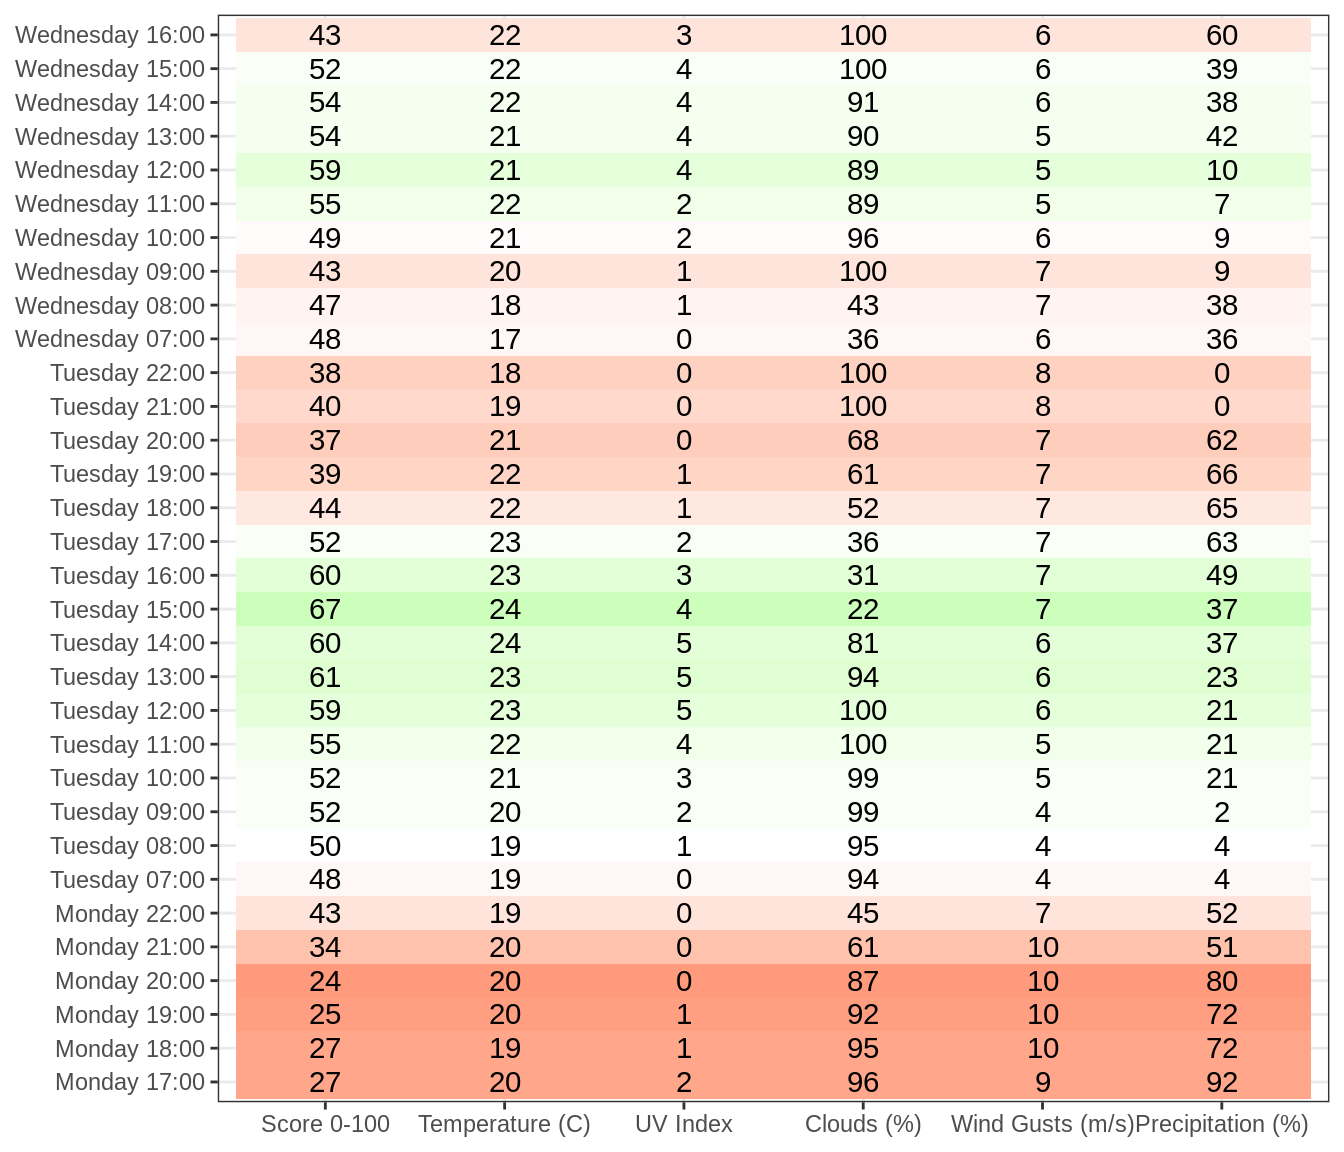 Wednesday 16:00 43 22 3 100 6 60
Wednesday 15:00 52 22 4 100 6 39
Wednesday 14:00 54 22 4 91 6 38
Wednesday 13:00 54 21 4 90 5 42
Wednesday 12:00 59 21 4 89 5 10
Wednesday 11:00 55 22 2 89 5 7
Wednesday 10:00 49 21 2 96 6 9
Wednesday 09:00 43 20 1 100 7 9
Wednesday 08:00 47 18 1 43 7 38
Wednesday 07:00 48 17 0 36 6 36
Tuesday 22:00 38 18 0 100 8 0
Tuesday 21:00 40 19 0 100 8 0
Tuesday 20:00 37 21 0 68 7 62
Tuesday 19:00 39 22 1 61 7 66
Tuesday 18:00 44 22 1 52 7 65
Tuesday 17:00 52 23 2 36 7 63
Tuesday 16:00 60 23 3 31 7 49
Tuesday 15:00 67 24 4 22 7 37
Tuesday 14:00 60 24 5 81 6 37
Tuesday 13:00 61 23 5 94 6 23
Tuesday 12:00 59 23 5 100 6 21
Tuesday 11:00 55 22 4 100 5 21
Tuesday 10:00 52 21 3 99 5 21
Tuesday 09:00 52 20 2 99 4 2
Tuesday 08:00 50 19 1 95 4 4
Tuesday 07:00 48 19 0 94 4 4
Monday 22:00 43 19 0 45 7 52
Monday 21:00 34 20 0 61 10 51
Monday 20:00 24 20 0 87 10 80
Monday 19:00 25 20 1 92 10 72
Monday 18:00 27 19 1 95 10 72
Monday 17:00 27 20 2 96 9 92
Score 0-100 Temperature (C) UV Index Clouds (%) Wind Gusts (m/s) Precipitation (%)